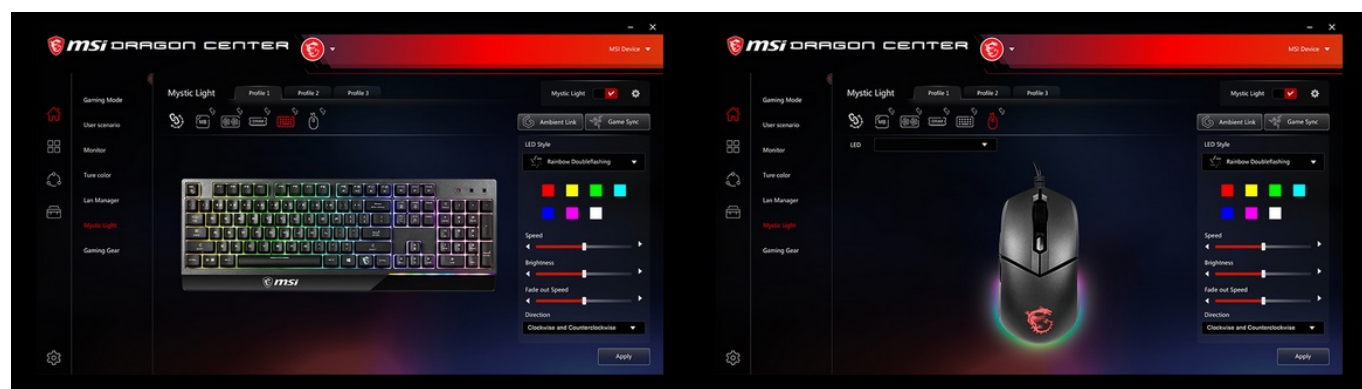 msi DRAGON CENTER
MSI Device
Gaming Mode
User scenario
Monitor
Ture color
Lan Manager
Mystic Light
Gaming Gear
Mystic Light
Profile 1
Profile 2
Profile 3
Mystic Light
MB
DRAM
Ambient Link
Game Sync
LED Style
Rainbow Doubleflashing
Speed
Brightness
Fade out Speed
Direction
Clockwise and Counterclockwise
Apply
msi
msi DRAGON CENTER
MSI Device
Gaming Mode
User scenario
Monitor
Ture color
Lan Manager
Mystic Light
Gaming Gear
Mystic Light
Profile 1
Profile 2
Profile 3
Mystic Light
MB
DRAM
LED
Ambient Link
Game Sync
LED Style
Rainbow Doubleflashing
Speed
Brightness
Fade out Speed
Direction
Clockwise and Counterclockwise
Apply